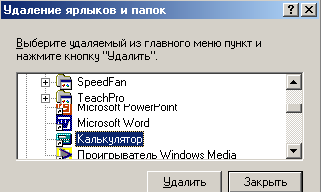 Удаление ярлыков и папок
Выберите удаляемый из главного меню пункт и
нажмите кнопку "Удалить".
SpeedFan
TeachPro
Microsoft PowerPoint
Microsoft Word
Калькулятор
Проигрыватель Windows Media
Удалить
Закрыть